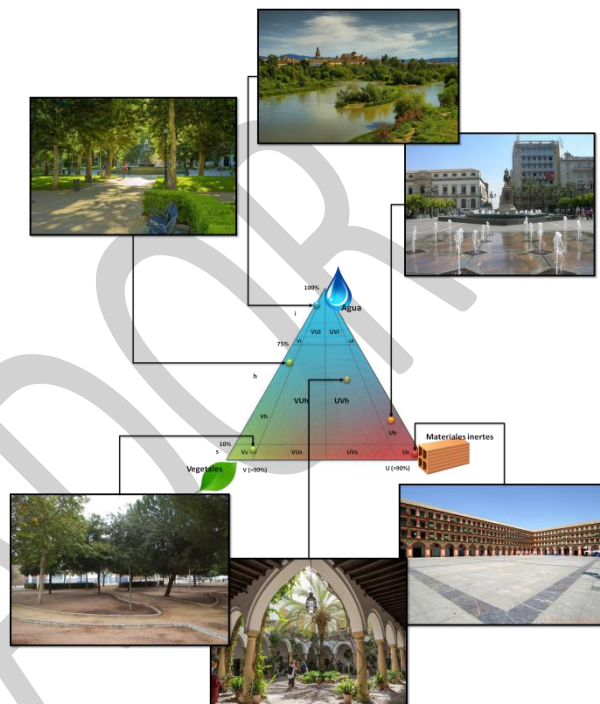 100%
Agua
i
VUi UVi
Vi Ui
75%
h
VUh UVh
Vh
Uh
Materiales inertes
10%
s Vs VUs UVs Us
Vegetales V (>90%) U (>90%)